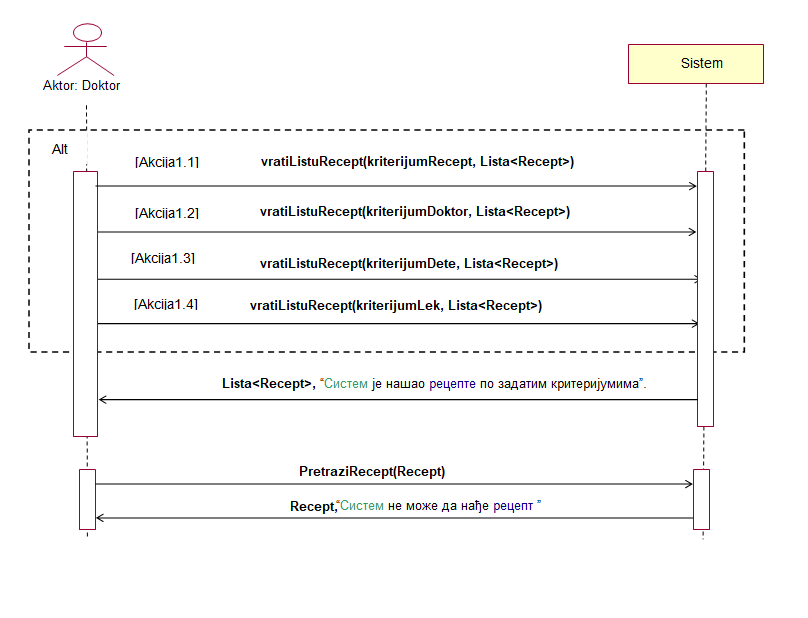 Aktor: Doktor
Sistem
Alt
[Akcija1.1] vratiListuRecept(kriterijumRecept, Lista<Recept>)
[Akcija1.2] vratiListuRecept(kriterijumDoktor, Lista<Recept>)
[Akcija1.3] vratiListuRecept(kriterijumDete, Lista<Recept>)
[Akcija1.4] vratiListuRecept(kriterijumLek, Lista<Recept>)
Lista<Recept>, “Систем је нашао рецепте по задатим критеријумима”.
PretraziRecept(Recept)
Recept,“Систем не може да нађе рецепт ”